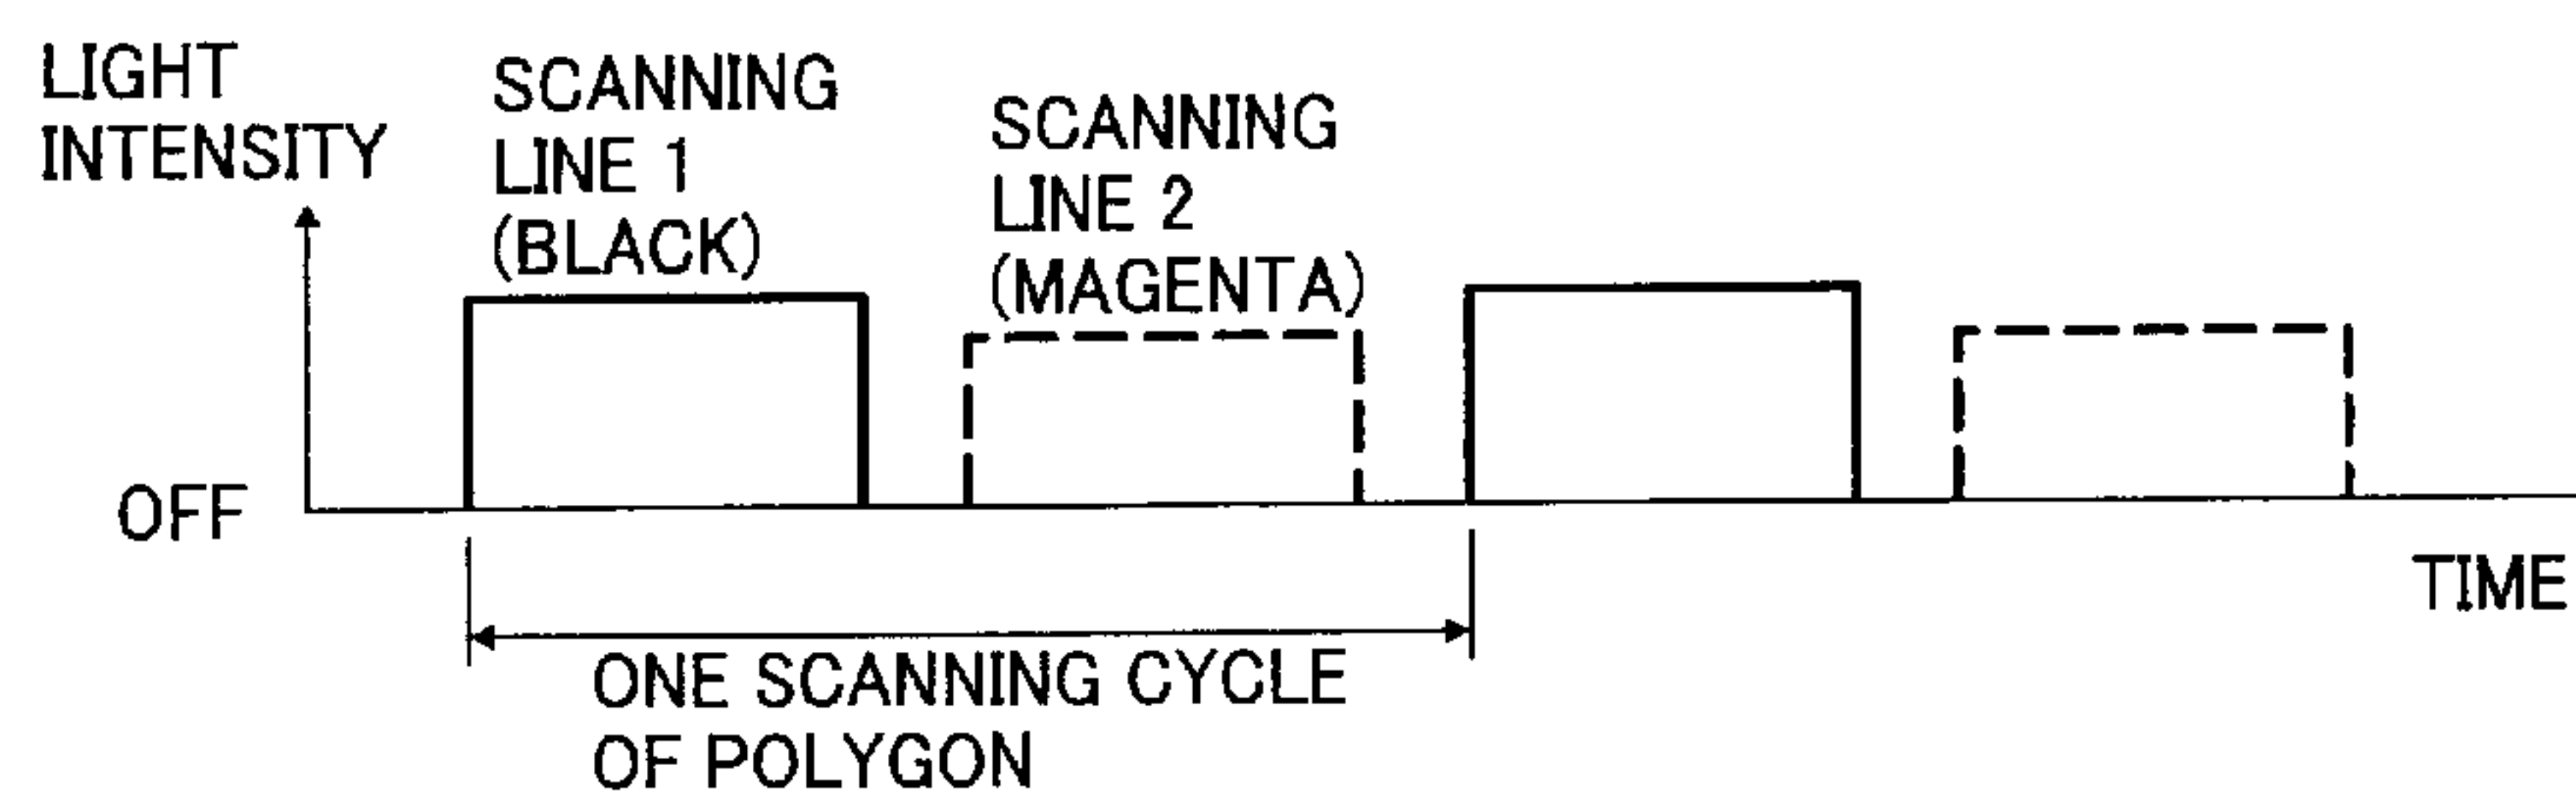 LIGHT
INTENSITY
SCANNING
LINE 1
(BLACK)
SCANNING
LINE 2
(MAGENTA)
OFF
TIME
ONE SCANNING CYCLE
OF POLYGON